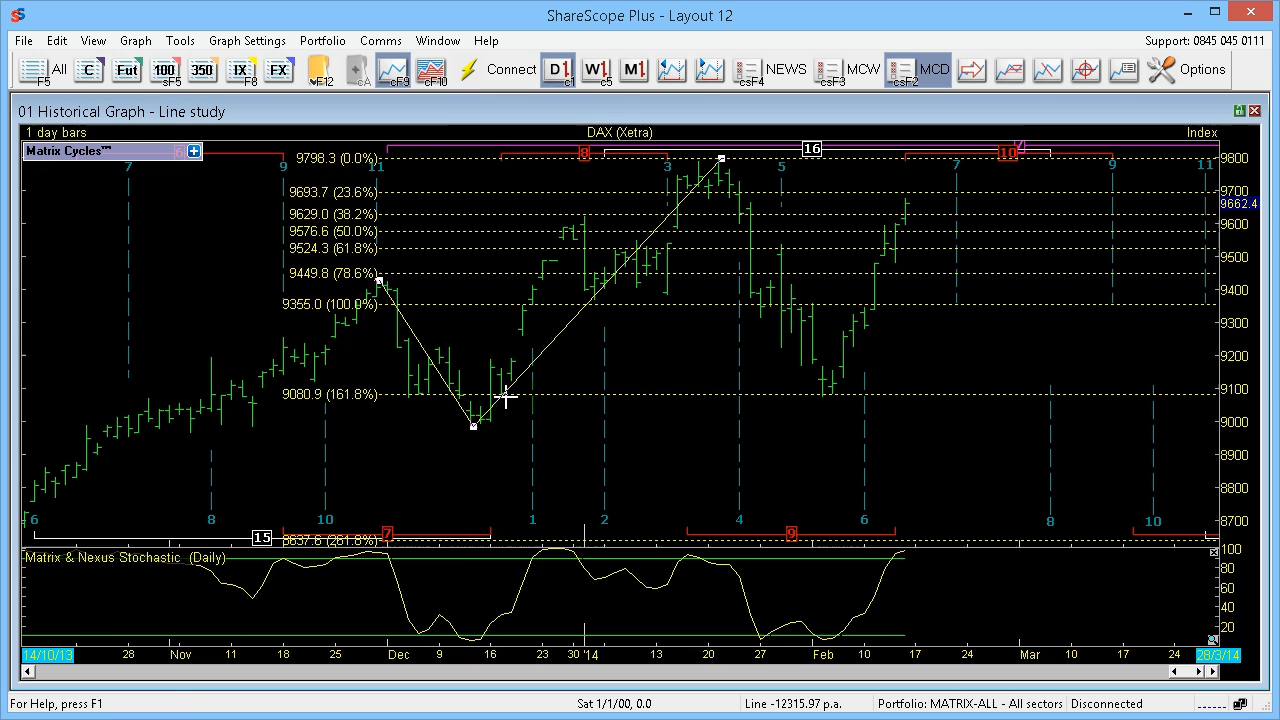 ShareScope Plus - Layout 12
File Edit View Graph Tools Graph Settings Portfolio Comms Window Help Support: 0845 045 0111
All F5 C Fut 100 sF5 350 IX F8 FX F12 cA cF9 cF10 Connect D1 c1 W1 c5 M1 NEWS csF4 MCW csF3 MCD csF2 Options
01 Historical Graph - Line study
1 day bars DAX (Xetra) Index
Matrix Cycles™ 6
8 16 7 10
7 9 11 3 5 7 9 11
9796.3 (0.0%) 9800
9693.7 (23.6%) 9700
9662.4
9629.0 (38.2%) 9600
9576.6 (50.0%)
9524.3 (61.8%) 9500
9449.8 (78.6%)
9400
9355.0 (100.0%) 9300
9200
9080.9 (161.8%) 9100
9000
8900
8800
6 8 10 1 2 4 6 8 10 8700
15 7 9
8637.6 (261.8%)
Matrix & Nexus Stochastic (Daily) 100
80
60
40
20
14/10/13 28 Nov 11 18 25 Dec 9 16 23 30 '14 13 20 27 Feb 10 17 24 Mar 10 17 24 28/3/14
For Help, press F1 Sat 1/1/00, 0.0 Line -12315.97 p.a. Portfolio: MATRIX-ALL - All sectors Disconnected ......